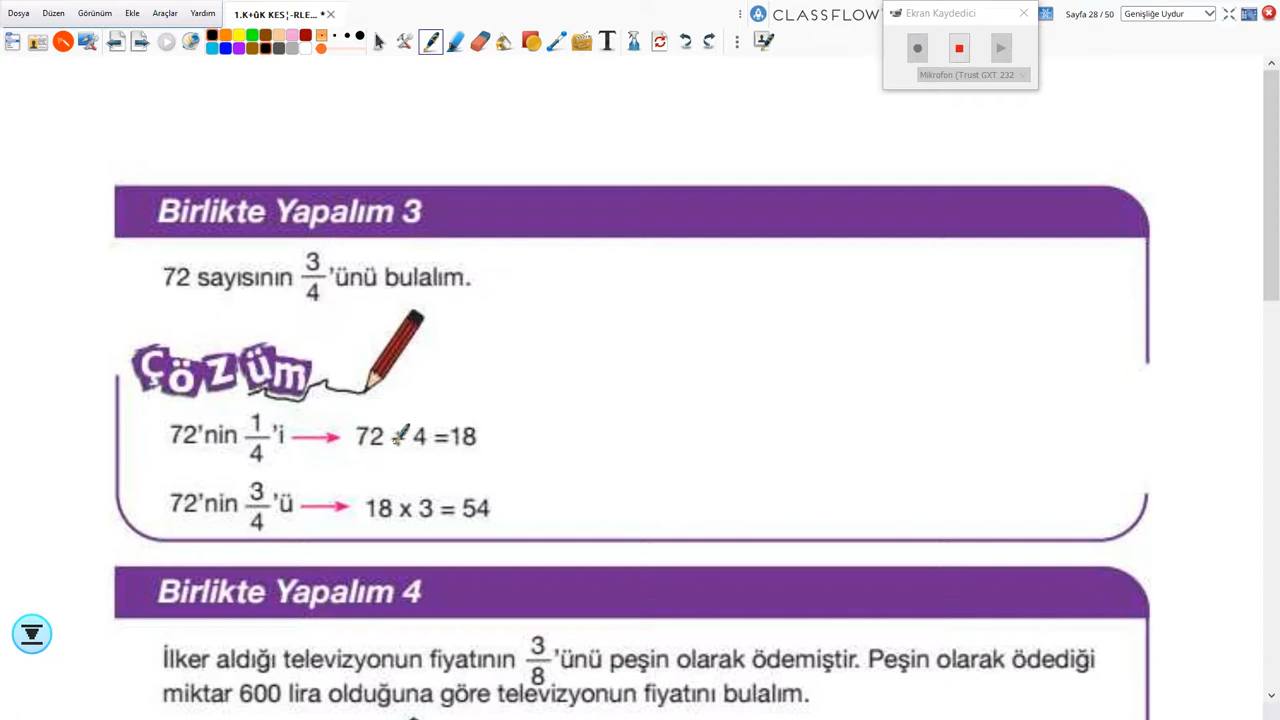 Dosya Düzen Görünüm Ekle Araçlar Yardım
1.K+ûK KES¦-RLE... *
CLASSFLOW
Ekran Kaydedici
Sayfa 28 / 50
Genişliğe Uydur
Mikrofon (Trust GXT 232
Birlikte Yapalım 3
72 sayısının 3/4 'ünü bulalım.
Çözüm
72'nin 1/4 'i → 72 4 =18
72'nin 3/4 'ü → 18 x 3 = 54
Birlikte Yapalım 4
İlker aldığı televizyonun fiyatının 3/8 'ünü peşin olarak ödemiştir. Peşin olarak ödediği
miktar 600 lira olduğuna göre televizyonun fiyatını bulalım.